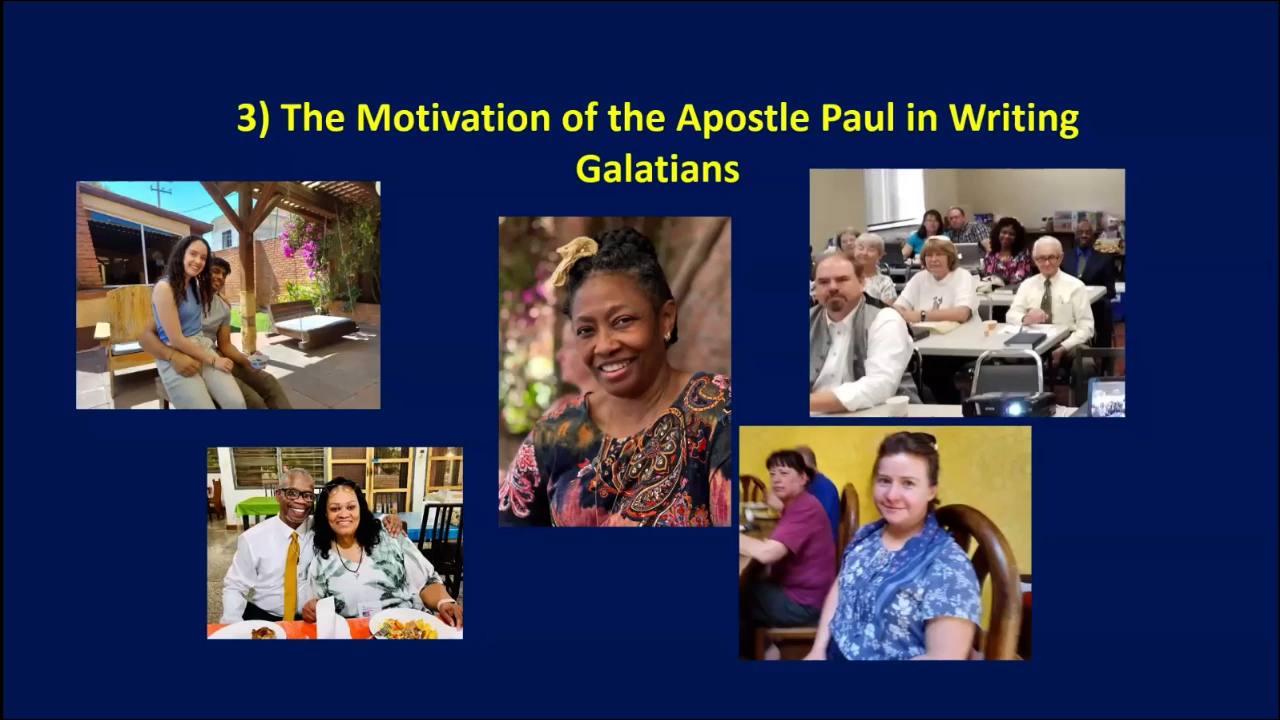 3) The Motivation of the Apostle Paul in Writing
Galatians